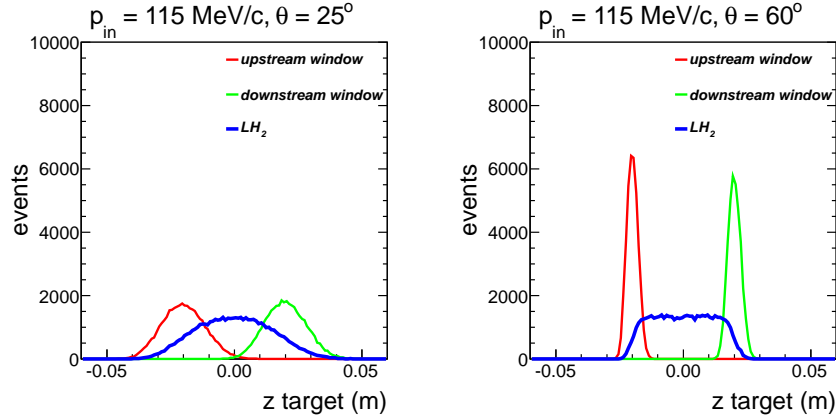 p_in = 115 MeV/c, θ = 25°
10000
8000
6000
4000
2000
0
events
upstream window
downstream window
LH₂
-0.05
0.00
0.05
z target (m)
p_in = 115 MeV/c, θ = 60°
10000
8000
6000
4000
2000
0
events
upstream window
downstream window
LH₂
-0.05
0.00
0.05
z target (m)